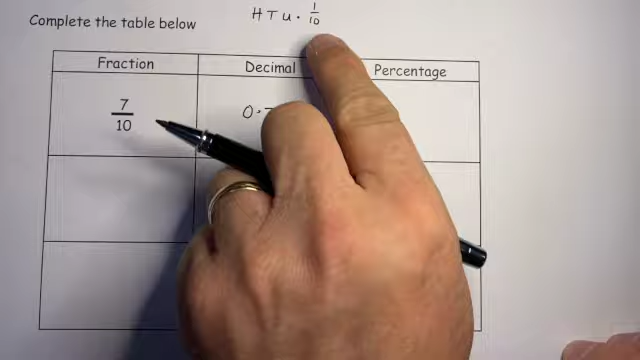 Complete the table below
H T U . 1/10
Fraction Decimal Percentage
7/10 0.7